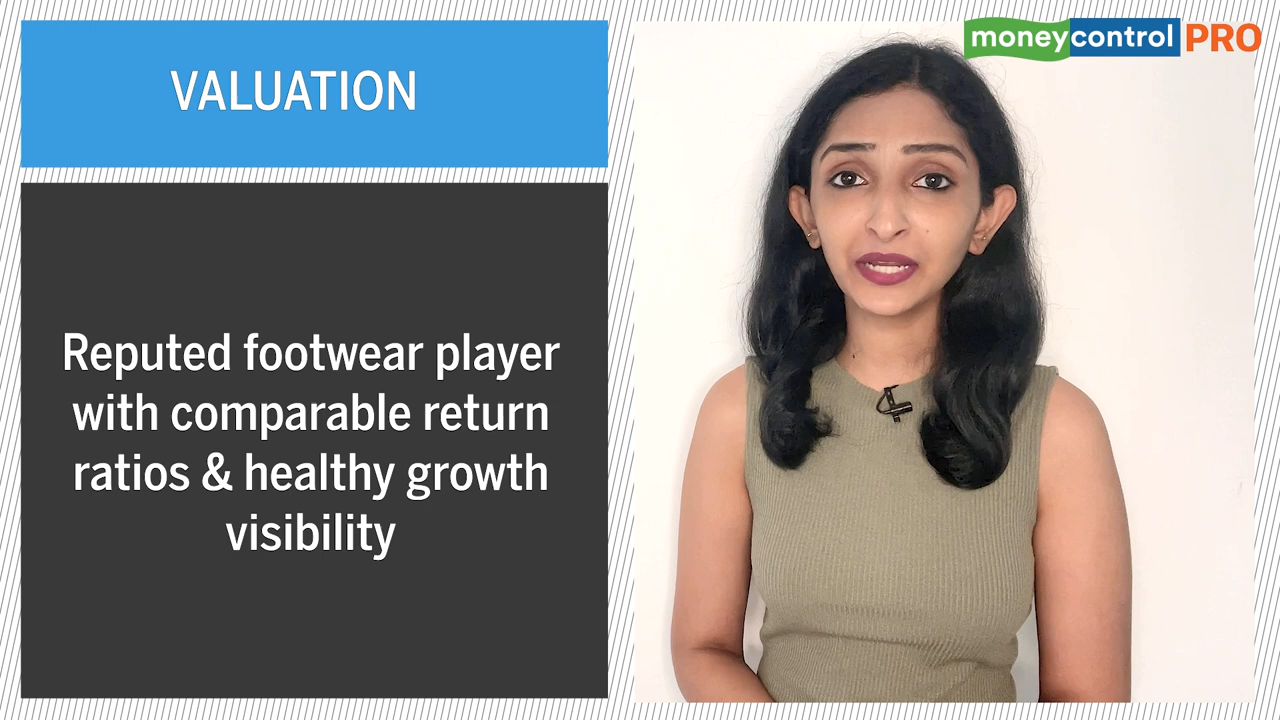 VALUATION
moneycontrol PRO
Reputed footwear player
with comparable return
ratios & healthy growth
visibility